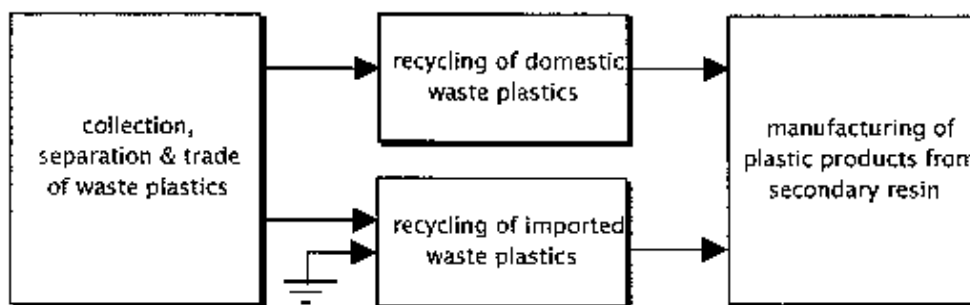 collection,
separation & trade
of waste plastics
recycling of domestic
waste plastics
recycling of imported
waste plastics
manufacturing of
plastic products from
secondary resin